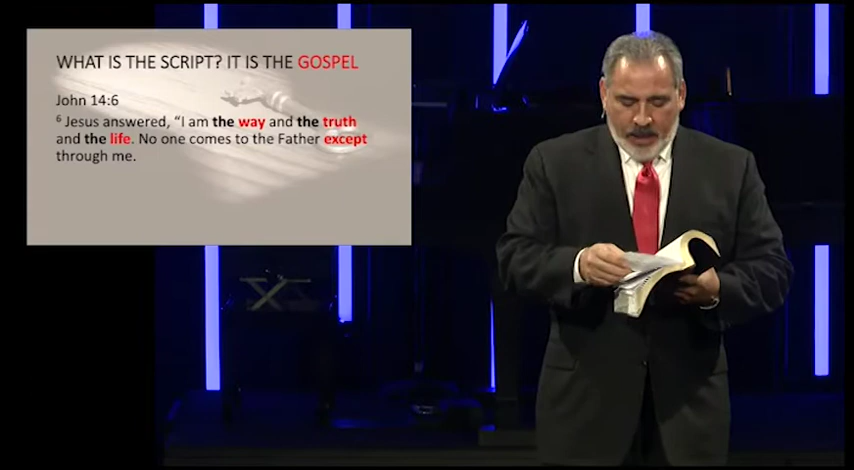 WHAT IS THE SCRIPT? IT IS THE GOSPEL
John 14:6
6 Jesus answered, “I am the way and the truth
and the life. No one comes to the Father except
through me.